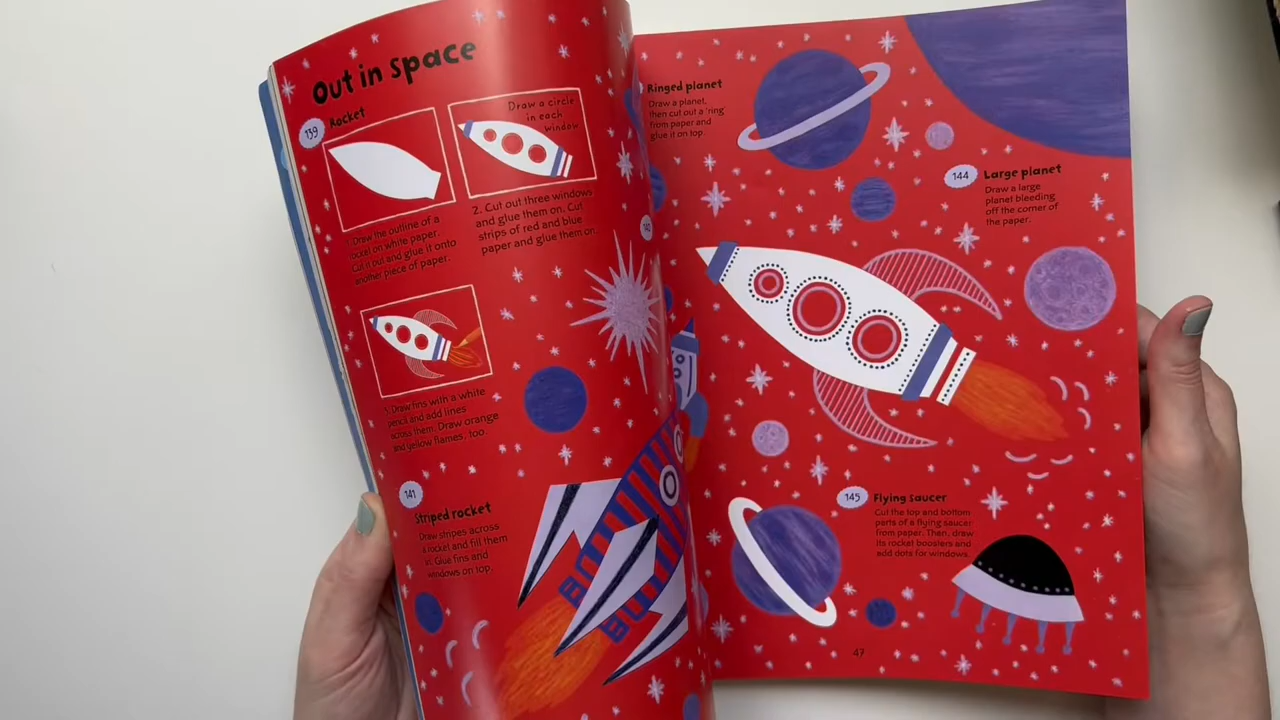 Out in space
139
Rocket
Draw a circle
in each
window
1. Draw the outline of a
rocket on white paper.
Cut it out and glue it onto
another piece of paper.
2. Cut out three windows
and glue them on. Cut
strips of red and blue
paper and glue them on.
3. Draw fins with a white
pencil and add lines
across them. Draw orange
and yellow flames, too.
141
Striped rocket
Draw stripes across
a rocket and fill them
in. Glue fins and
windows on top.
Ringed planet
Draw a planet,
then cut out a 'ring'
from paper and
glue it on top.
144
Large planet
Draw a large
planet bleeding
off the corner of
the paper.
145
Flying saucer
Cut the top and bottom
parts of a flying saucer
from paper. Then, draw
its rocket boosters and
add dots for windows.
47